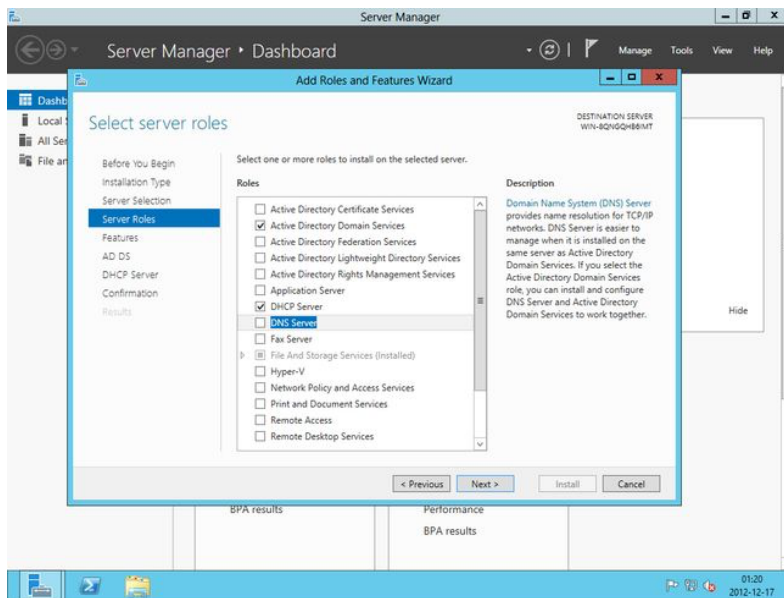 Server Manager
Server Manager • Dashboard
Manage Tools View Help
Add Roles and Features Wizard
Dashb
Local S
All Ser
File an
Select server roles
DESTINATION SERVER
WIN-8QNGQHB6IMT
Before You Begin
Installation Type
Server Selection
Server Roles
Features
AD DS
DHCP Server
Confirmation
Results
Select one or more roles to install on the selected server.
Roles
Active Directory Certificate Services
Active Directory Domain Services
Active Directory Federation Services
Active Directory Lightweight Directory Services
Active Directory Rights Management Services
Application Server
DHCP Server
DNS Server
Fax Server
File And Storage Services (Installed)
Hyper-V
Network Policy and Access Services
Print and Document Services
Remote Access
Remote Desktop Services
Description
Domain Name System (DNS) Server
provides name resolution for TCP/IP
networks. DNS Server is easier to
manage when it is installed on the
same server as Active Directory
Domain Services. If you select the
Active Directory Domain Services
role, you can install and configure
DNS Server and Active Directory
Domain Services to work together.
Hide
< Previous Next > Install Cancel
BPA results
Performance
BPA results
01:20
2012-12-17